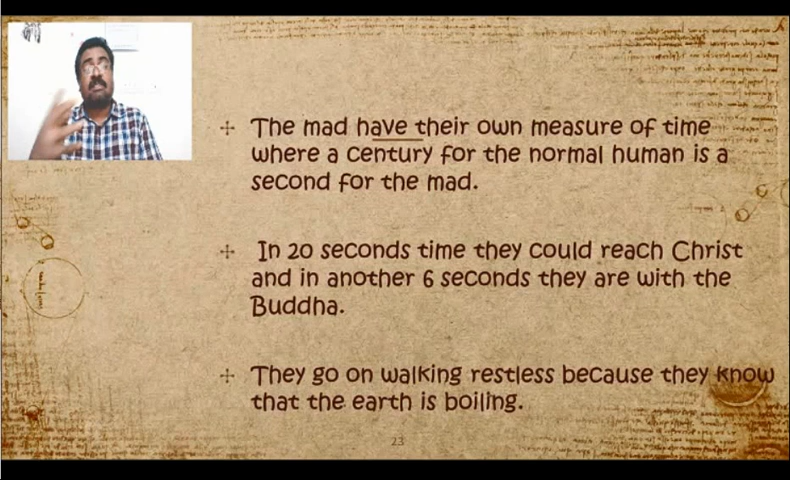 The mad have their own measure of time
where a century for the normal human is a
second for the mad.
In 20 seconds time they could reach Christ
and in another 6 seconds they are with the
Buddha.
They go on walking restless because they know
that the earth is boiling.
23